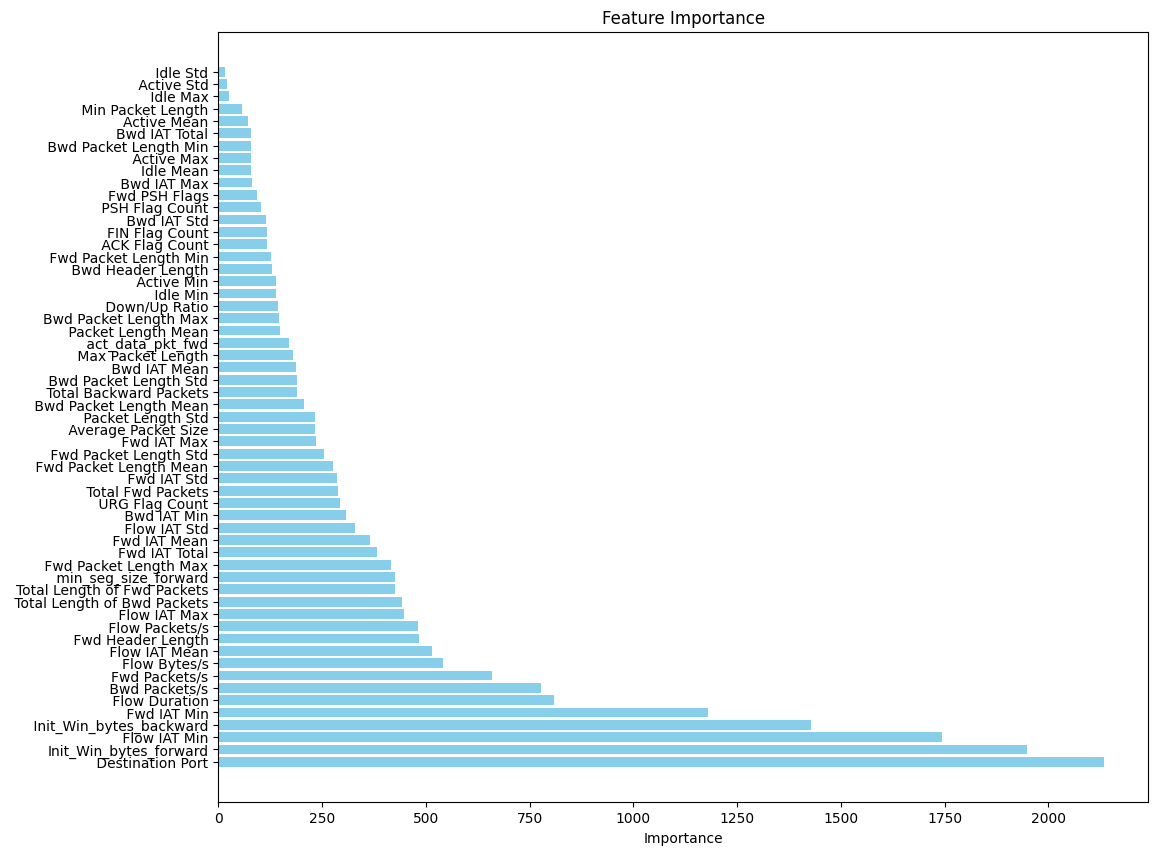 Feature Importance
Idle Std
Active Std
Idle Max
Min Packet Length
Active Mean
Bwd IAT Total
Bwd Packet Length Min
Active Max
Idle Mean
Bwd IAT Max
Fwd PSH Flags
PSH Flag Count
Bwd IAT Std
FIN Flag Count
ACK Flag Count
Fwd Packet Length Min
Bwd Header Length
Active Min
Idle Min
Down/Up Ratio
Bwd Packet Length Max
Packet Length Mean
act_data_pkt_fwd
Max Packet Length
Bwd IAT Mean
Bwd Packet Length Std
Total Backward Packets
Bwd Packet Length Mean
Packet Length Std
Average Packet Size
Fwd IAT Max
Fwd Packet Length Std
Fwd Packet Length Mean
Fwd IAT Std
Total Fwd Packets
URG Flag Count
Bwd IAT Min
Flow IAT Std
Fwd IAT Mean
Fwd IAT Total
Fwd Packet Length Max
min_seg_size_forward
Total Length of Fwd Packets
Total Length of Bwd Packets
Flow IAT Max
Flow Packets/s
Fwd Header Length
Flow IAT Mean
Flow Bytes/s
Fwd Packets/s
Bwd Packets/s
Flow Duration
Fwd IAT Min
Init_Win_bytes_backward
Flow IAT Min
Init_Win_bytes_forward
Destination Port
0 250 500 750 1000 1250 1500 1750 2000
Importance